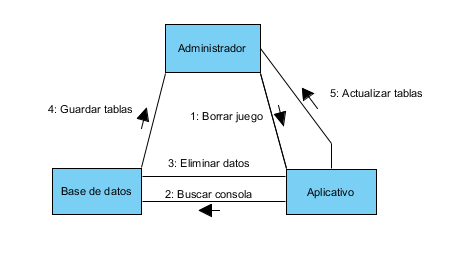 Administrador
5: Actualizar tablas
4: Guardar tablas
1: Borrar juego
3: Eliminar datos
Base de datos
2: Buscar consola
Aplicativo